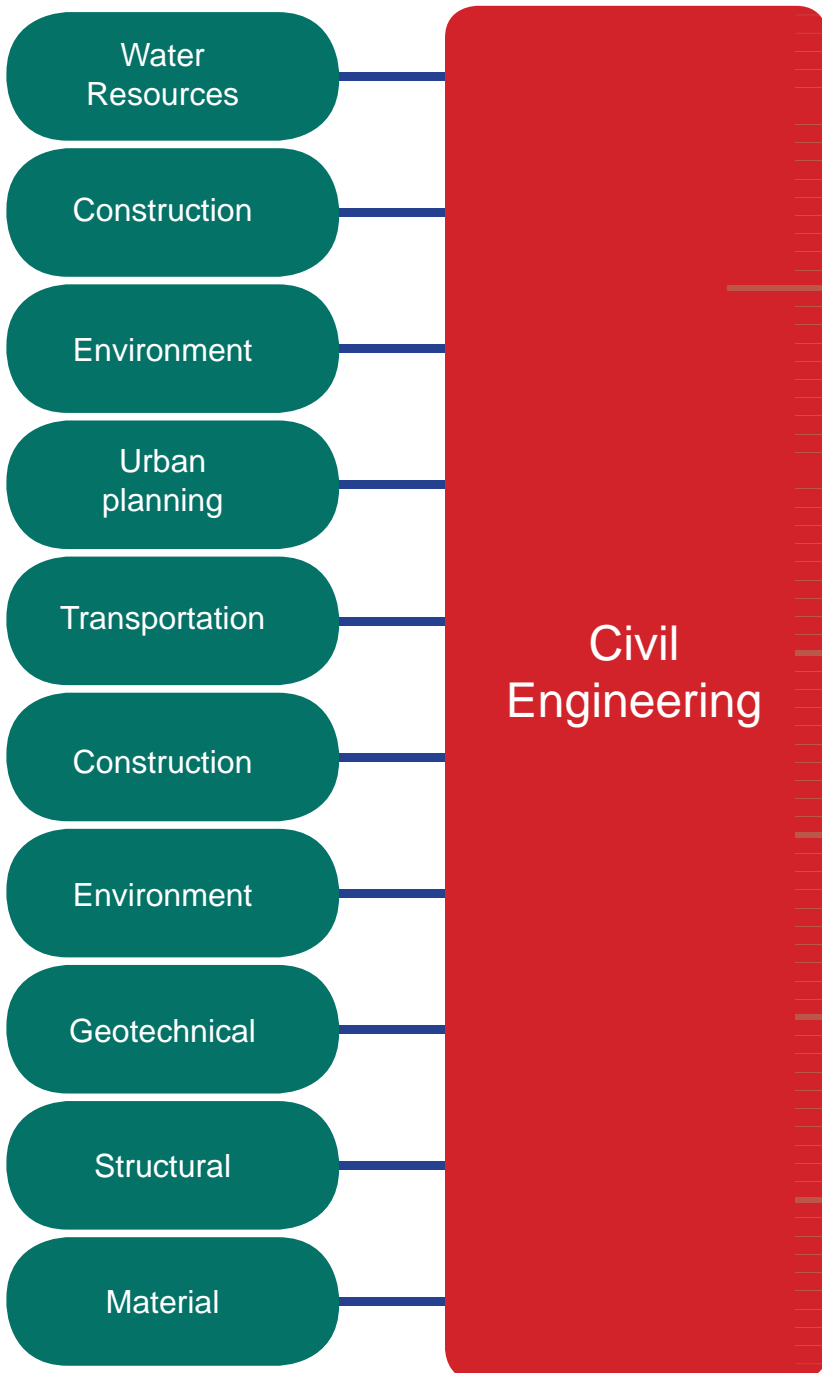 Water
Resources
Construction
Environment
Urban
planning
Transportation
Construction
Environment
Geotechnical
Structural
Material
Civil
Engineering